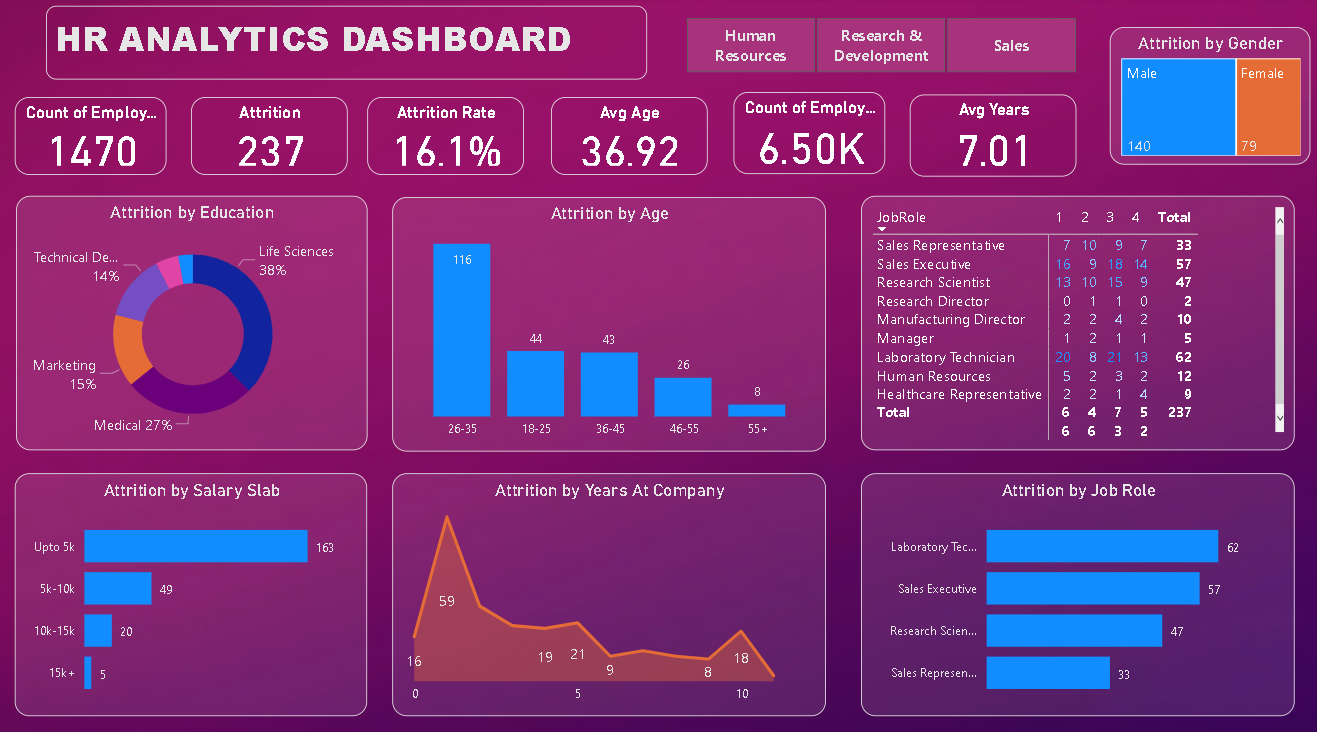 HR ANALYTICS DASHBOARD
Human
Resources
Research &
Development
Sales
Attrition by Gender
Male
Female
140
79
Count of Employ...
1470
Attrition
237
Attrition Rate
16.1%
Avg Age
36.92
Count of Employ...
6.50K
Avg Years
7.01
Attrition by Education
Life Sciences
38%
Technical De...
14%
Marketing
15%
Medical 27%
Attrition by Age
116
44
43
26
8
26-35 18-25 36-45 46-55 55+
JobRole 1 2 3 4 Total
Sales Representative 7 10 9 7 33
Sales Executive 16 9 18 14 57
Research Scientist 13 10 15 9 47
Research Director 0 1 1 0 2
Manufacturing Director 2 2 4 2 10
Manager 1 2 1 1 5
Laboratory Technician 20 8 21 13 62
Human Resources 5 2 3 2 12
Healthcare Representative 2 2 1 4 9
Total 6 4 7 5 237
6 6 3 2
Attrition by Salary Slab
Upto 5k 163
5k-10k 49
10k-15k 20
15k+ 5
Attrition by Years At Company
59
16
19
21
9
8
18
0 5 10
Attrition by Job Role
Laboratory Tec... 62
Sales Executive 57
Research Scien... 47
Sales Represen... 33